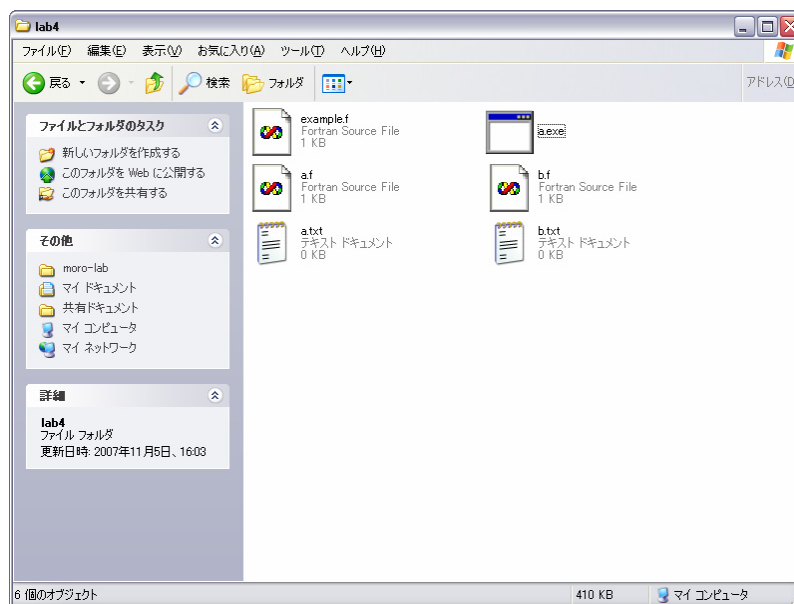 lab4
ファイル(F) 編集(E) 表示(V) お気に入り(A) ツール(T) ヘルプ(H)
戻る 検索 フォルダ アドレス(D
ファイルとフォルダのタスク
新しいフォルダを作成する
このフォルダを Web に公開する
このフォルダを共有する
その他
moro-lab
マイ ドキュメント
共有ドキュメント
マイ コンピュータ
マイ ネットワーク
詳細
lab4
ファイル フォルダ
更新日時: 2007年11月5日、16:03
example.f
Fortran Source File
1 KB
a.exe
a.f
Fortran Source File
1 KB
b.f
Fortran Source File
1 KB
a.txt
テキスト ドキュメント
0 KB
b.txt
テキスト ドキュメント
0 KB
6 個のオブジェクト 410 KB マイ コンピュータ